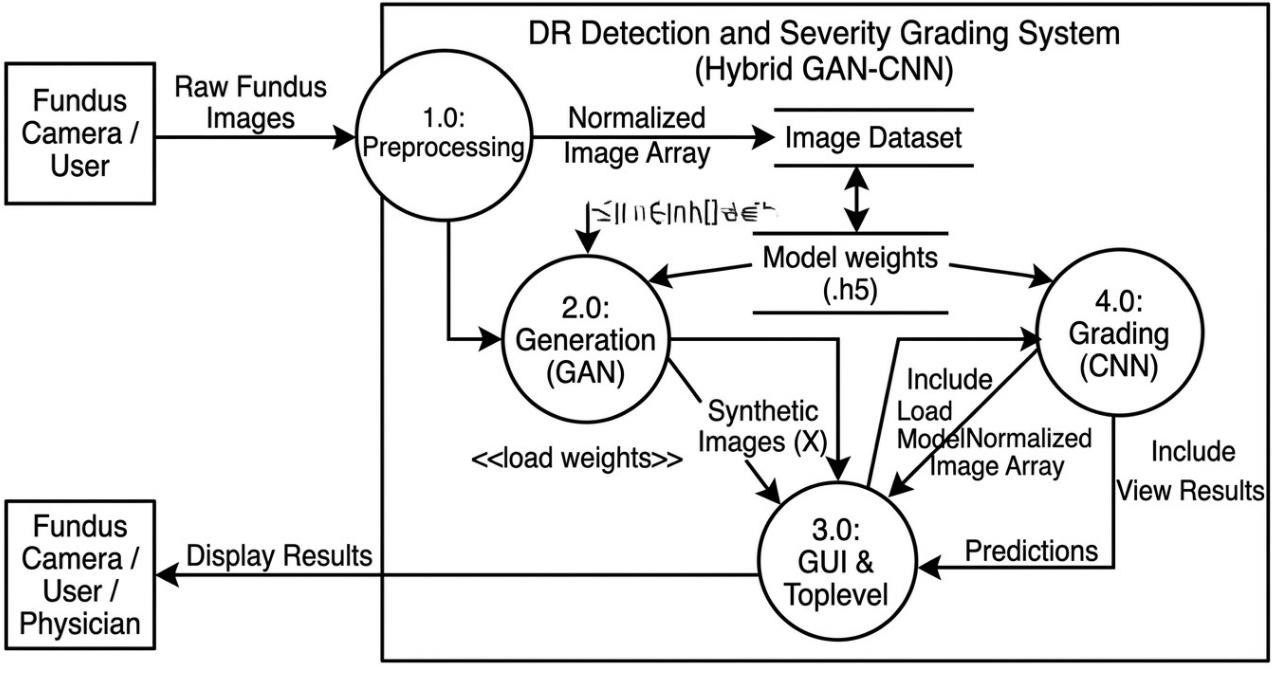 DR Detection and Severity Grading System
(Hybrid GAN-CNN)
Fundus
Camera /
User
Raw Fundus
Images
1.0:
Preprocessing
Normalized
Image Array
Image Dataset
Model weights
(.h5)
2.0:
Generation
(GAN)
4.0:
Grading
(CNN)
Synthetic
Images (X)
<<load weights>>
Include
Load
ModelNormalized
Image Array
Include
View Results
3.0:
GUI &
Toplevel
Predictions
Display Results
Fundus
Camera /
User /
Physician